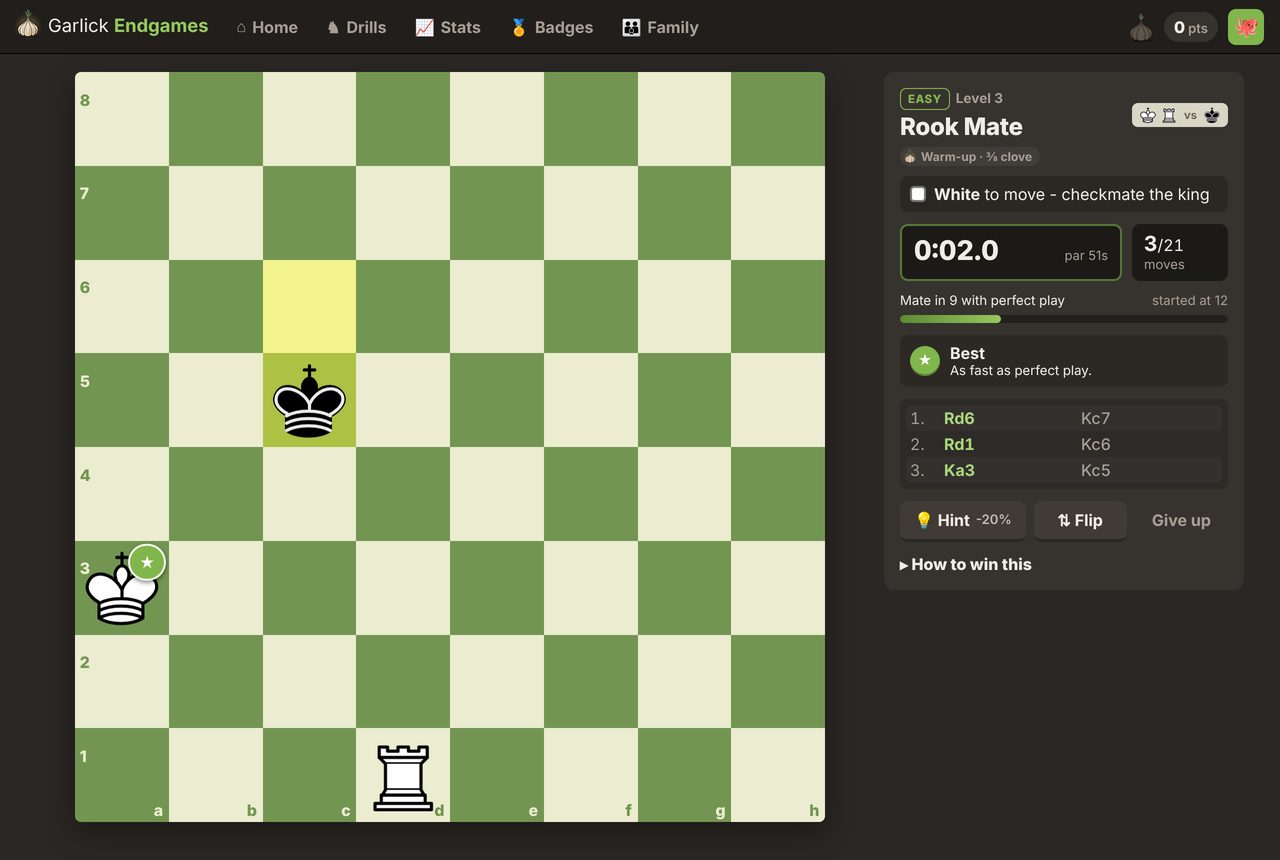 Garlick Endgames
Home
Drills
Stats
Badges
Family
0 pts
8
7
6
5
4
3
2
1
a b c d e f g h
EASY Level 3
Rook Mate
vs
Warm-up · ⅜ clove
White to move - checkmate the king
0:02.0 par 51s
3/21
moves
Mate in 9 with perfect play started at 12
Best
As fast as perfect play.
1. Rd6 Kc7
2. Rd1 Kc6
3. Ka3 Kc5
Hint -20%
Flip
Give up
How to win this